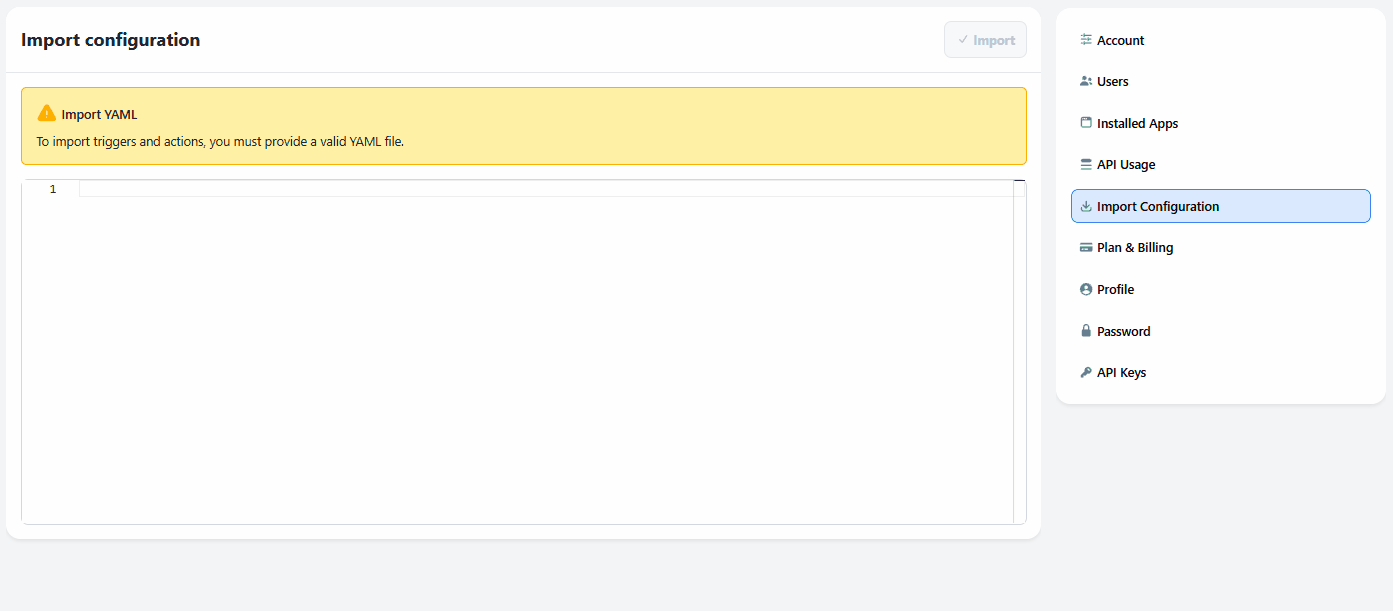 Import configuration
Import
Import YAML
To import triggers and actions, you must provide a valid YAML file.
1
Account
Users
Installed Apps
API Usage
Import Configuration
Plan & Billing
Profile
Password
API Keys